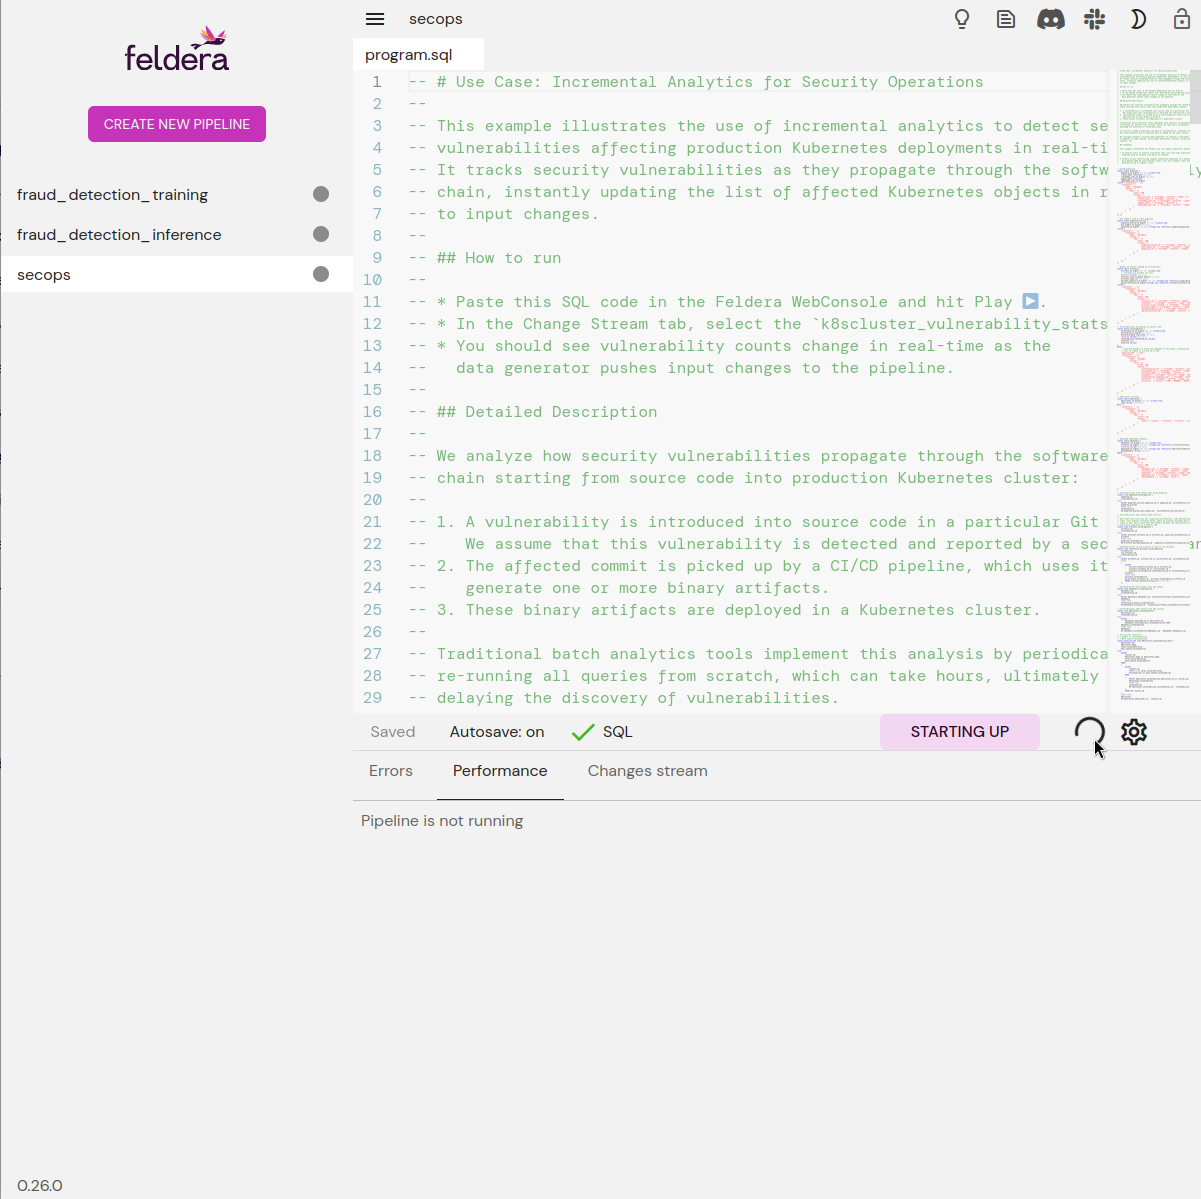 feldera
CREATE NEW PIPELINE
fraud_detection_training
fraud_detection_inference
secops
0.26.0
secops
program.sql
1 -- # Use Case: Incremental Analytics for Security Operations
2 --
3 -- This example illustrates the use of incremental analytics to detect se
4 -- vulnerabilities affecting production Kubernetes deployments in real-ti
5 -- It tracks security vulnerabilities as they propagate through the softw
6 -- chain, instantly updating the list of affected Kubernetes objects in r
7 -- to input changes.
8 --
9 -- ## How to run
10 --
11 -- * Paste this SQL code in the Feldera WebConsole and hit Play ▶️.
12 -- * In the Change Stream tab, select the `k8scluster_vulnerability_stats
13 -- * You should see vulnerability counts change in real-time as the
14 --   data generator pushes input changes to the pipeline.
15 --
16 -- ## Detailed Description
17 --
18 -- We analyze how security vulnerabilities propagate through the software
19 -- chain starting from source code into production Kubernetes cluster:
20 --
21 -- 1. A vulnerability is introduced into source code in a particular Git
22 --    We assume that this vulnerability is detected and reported by a sec
23 -- 2. The affected commit is picked up by a CI/CD pipeline, which uses it
24 --    generate one or more binary artifacts.
25 -- 3. These binary artifacts are deployed in a Kubernetes cluster.
26 --
27 -- Traditional batch analytics tools implement this analysis by periodica
28 -- re-running all queries from scratch, which can take hours, ultimately
29 -- delaying the discovery of vulnerabilities.
Saved Autosave: on SQL STARTING UP
Errors Performance Changes stream
Pipeline is not running